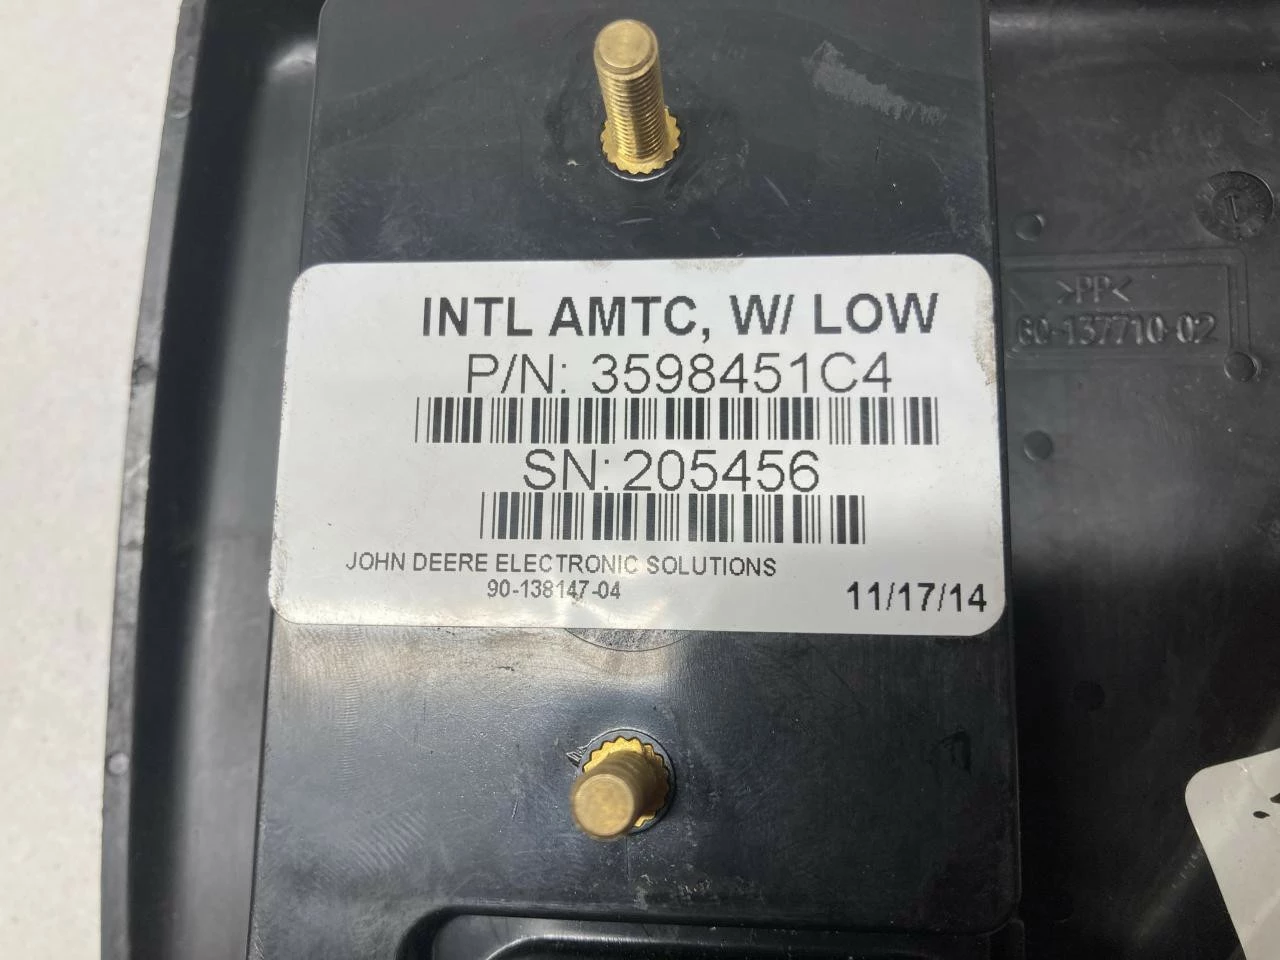 INTL AMTC, W/ LOW
P/N: 3598451C4
SN: 205456
JOHN DEERE ELECTRONIC SOLUTIONS
90-138147-04
11/17/14
>PP<
60-137710-02
1